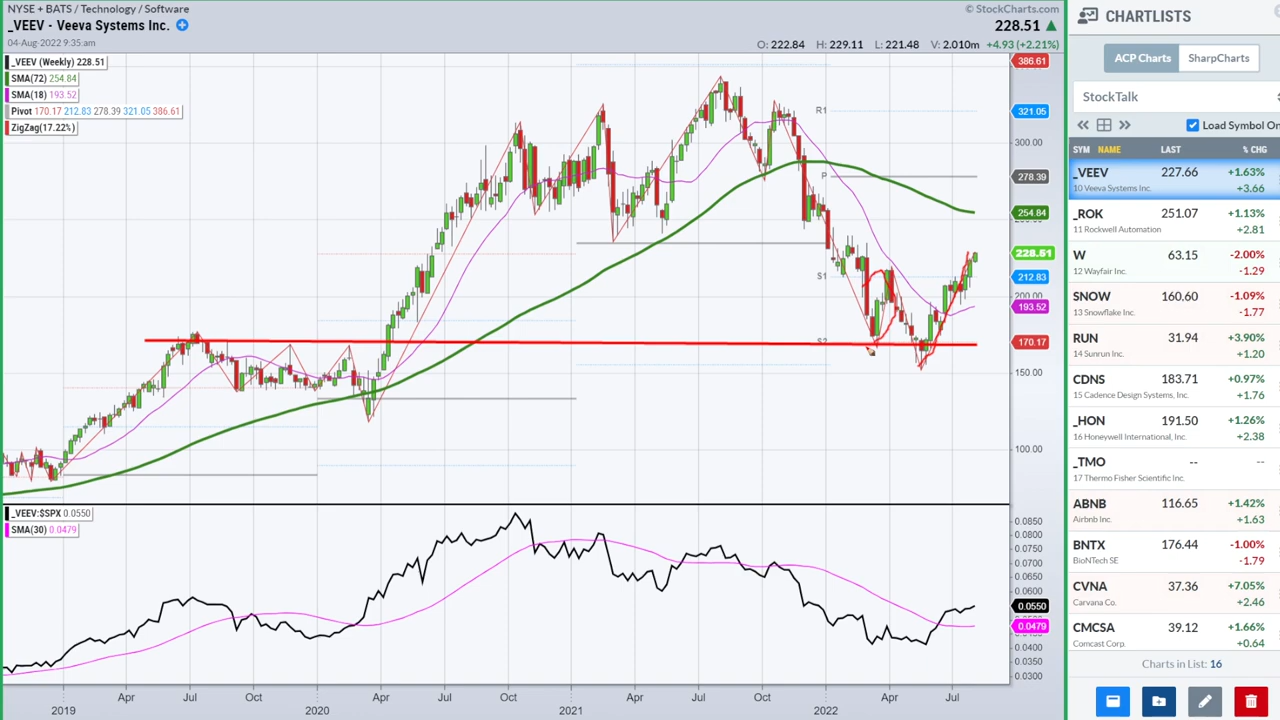 NYSE + BATS / Technology / Software
© StockCharts.com
_VEEV - Veeva Systems Inc.
228.51
04-Aug-2022 9:35am
O: 222.84 H: 229.11 L: 221.48 V: 2.010m +4.93 (+2.21%)
_VEEV (Weekly) 228.51
SMA(72) 254.84
SMA(18) 193.52
Pivot 170.17 212.83 278.39 321.05 386.61
ZigZag(17.22%)
R1
P
S1
S2
386.61
321.05
300.00
278.39
254.84
228.51
212.83
200.00
193.52
170.17
150.00
100.00
_VEEV:$SPX 0.0550
SMA(30) 0.0479
0.0850
0.0800
0.0750
0.0700
0.0650
0.0600
0.0550
0.0479
0.0400
0.0350
0.0300
Apr Jul Oct Apr Jul Oct Apr Jul Oct Apr Jul
2019 2020 2021 2022
CHARTLISTS
ACP Charts SharpCharts
StockTalk
Load Symbol On
SYM NAME LAST % CHG
_VEEV 227.66 +1.63%
10 Veeva Systems Inc. +3.66
_ROK 251.07 +1.13%
11 Rockwell Automation +2.81
W 63.15 -2.00%
12 Wayfair Inc. -1.29
SNOW 160.60 -1.09%
13 Snowflake Inc. -1.77
RUN 31.94 +3.90%
14 Sunrun Inc. +1.20
CDNS 183.71 +0.97%
15 Cadence Design Systems, Inc. +1.76
_HON 191.50 +1.26%
16 Honeywell International, Inc. +2.38
_TMO -- --
17 Thermo Fisher Scientific Inc.
ABNB 116.65 +1.42%
Airbnb Inc. +1.63
BNTX 176.44 -1.00%
BioNTech SE -1.79
CVNA 37.36 +7.05%
Carvana Co. +2.46
CMCSA 39.12 +1.66%
Comcast Corp. +0.64
Charts in List: 16